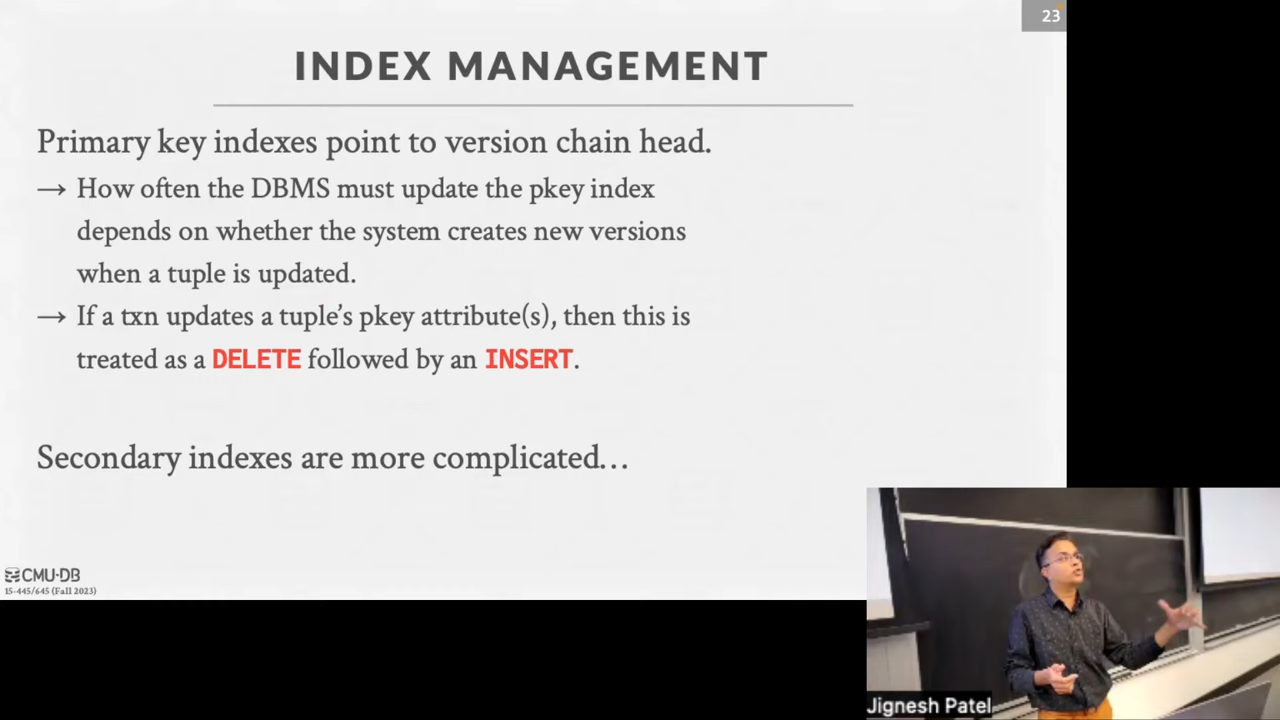 23
INDEX MANAGEMENT
Primary key indexes point to version chain head.
→ How often the DBMS must update the pkey index
depends on whether the system creates new versions
when a tuple is updated.
→ If a txn updates a tuple’s pkey attribute(s), then this is
treated as a DELETE followed by an INSERT.
Secondary indexes are more complicated…
CMU·DB
15-445/645 (Fall 2023)
Jignesh Patel